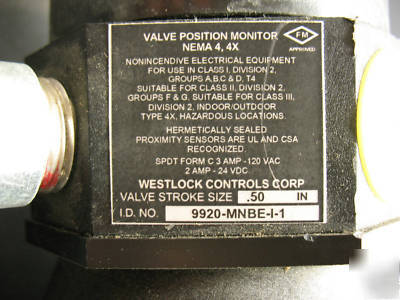 VALVE POSITION MONITOR
NEMA 4, 4X
FM
APPROVED
NONINCENDIVE ELECTRICAL EQUIPMENT
FOR USE IN CLASS I, DIVISION 2,
GROUPS A,B,C & D, T4
SUITABLE FOR CLASS II, DIVISION 2,
GROUPS F & G, SUITABLE FOR CLASS III,
DIVISION 2, INDOOR/OUTDOOR
TYPE 4X, HAZARDOUS LOCATIONS.
HERMETICALLY SEALED
PROXIMITY SENSORS ARE UL AND CSA
RECOGNIZED.
SPDT FORM C 3 AMP -120 VAC
2 AMP - 24 VDC
WESTLOCK CONTROLS CORP
VALVE STROKE SIZE .50 IN
I.D. NO. 9920-MNBE-I-1